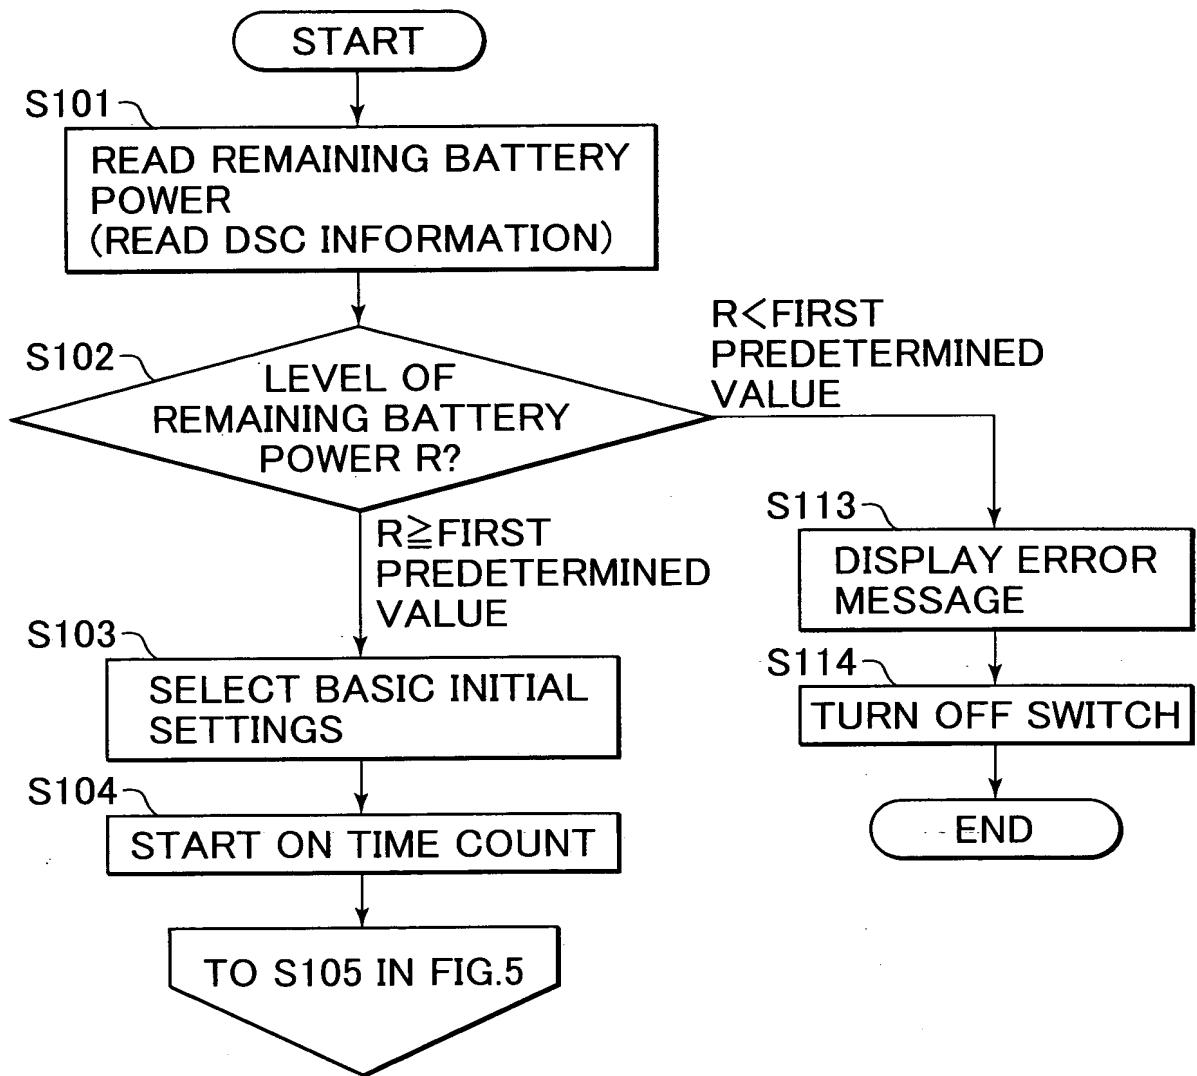 START
S101
READ REMAINING BATTERY
POWER
(READ DSC INFORMATION)
S102
LEVEL OF
REMAINING BATTERY
POWER R?
R<FIRST
PREDETERMINED
VALUE
R≧FIRST
PREDETERMINED
VALUE
S103
SELECT BASIC INITIAL
SETTINGS
S104
START ON TIME COUNT
TO S105 IN FIG.5
S113
DISPLAY ERROR
MESSAGE
S114
TURN OFF SWITCH
END